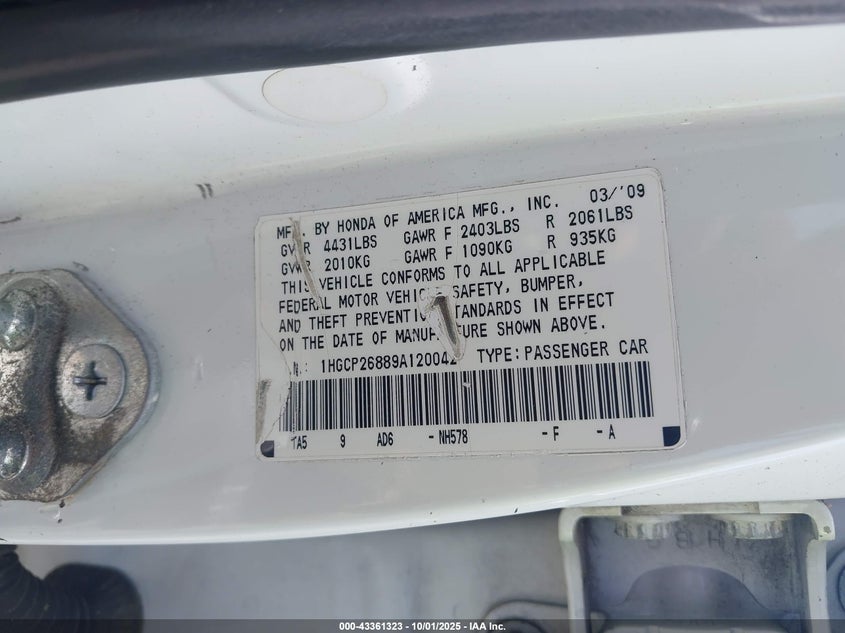 MFG. BY HONDA OF AMERICA MFG., INC. 03/'09
GVWR 4431LBS GAWR F 2403LBS R 2061LBS
GVWR 2010KG GAWR F 1090KG R 935KG
THIS VEHICLE CONFORMS TO ALL APPLICABLE
FEDERAL MOTOR VEHICLE SAFETY, BUMPER,
AND THEFT PREVENTION STANDARDS IN EFFECT
ON THE DATE OF MANUFACTURE SHOWN ABOVE.
1HGCP26889A120042 TYPE: PASSENGER CAR
TA5 9 AD6 -NH578 -F -A
000-43361323 - 10/01/2025 - IAA Inc.